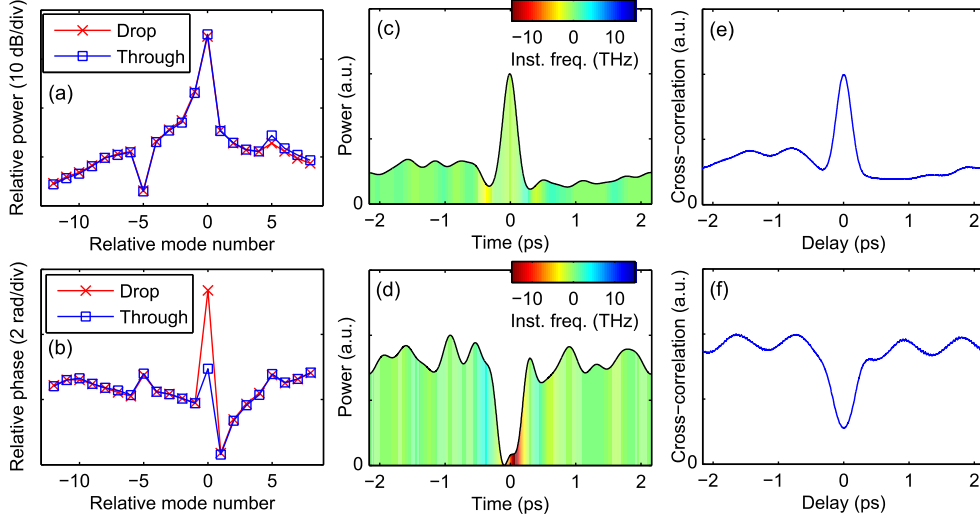 Relative power (10 dB/div)
Drop
Through
(a)
−10 −5 0 5
Relative mode number
Power (a.u.)
(c)
−10 0 10
Inst. freq. (THz)
0
−2 −1 0 1 2
Time (ps)
Cross−correlation (a.u.)
(e)
0
−2 −1 0 1 2
Delay (ps)
Relative phase (2 rad/div)
Drop
Through
(b)
−10 −5 0 5
Relative mode number
Power (a.u.)
(d)
−10 0 10
Inst. freq. (THz)
0
−2 −1 0 1 2
Time (ps)
Cross−correlation (a.u.)
(f)
0
−2 −1 0 1 2
Delay (ps)